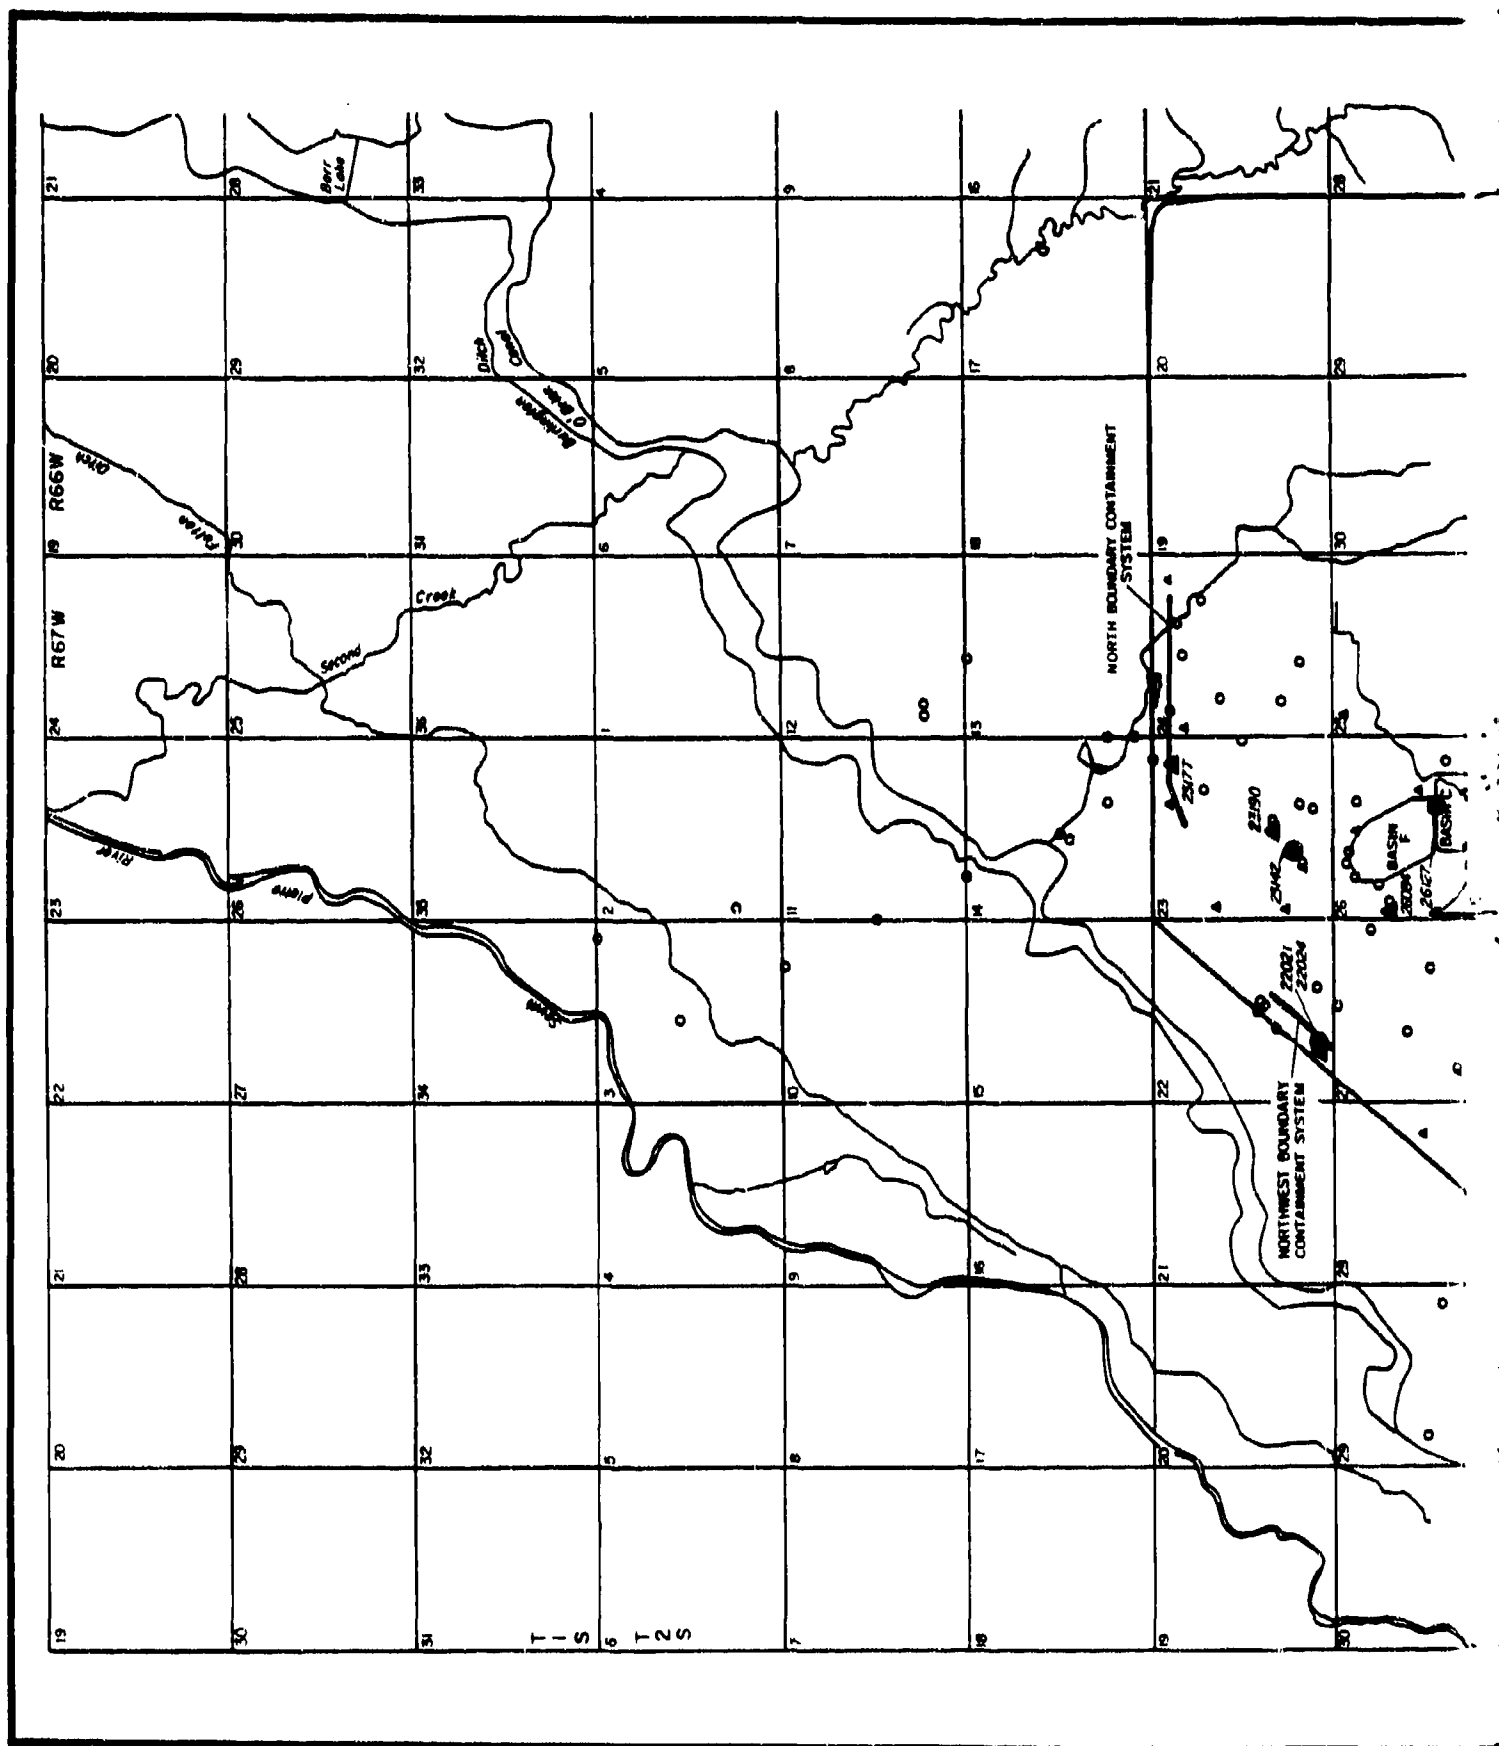 19 20 21 22 23 24 R67W 19 R66W 20 21
River
Ditch
Fulton
30 29 28 27 26 25 30 29 28
Platte
Second
Barr
Lake
31 32 33 34 35 36 31 32 33
Creek
Ditch
Canal
Burlington
O'Brian
T
1
S
6 5 4 3 2 1 6 5 4
T
2
S
7 8 9 10 11 12 7 8 9
18 17 16 15 14 13 18 17 16
NORTH BOUNDARY CONTAINMENT
SYSTEM
19 20 21 22 23 24 19 20 21
23177
23190
23142
22021
22024
NORTHWEST BOUNDARY
CONTAINMENT SYSTEM
30 29 27 26 25 30 29 28
BASIN
F
26127
BASIN C